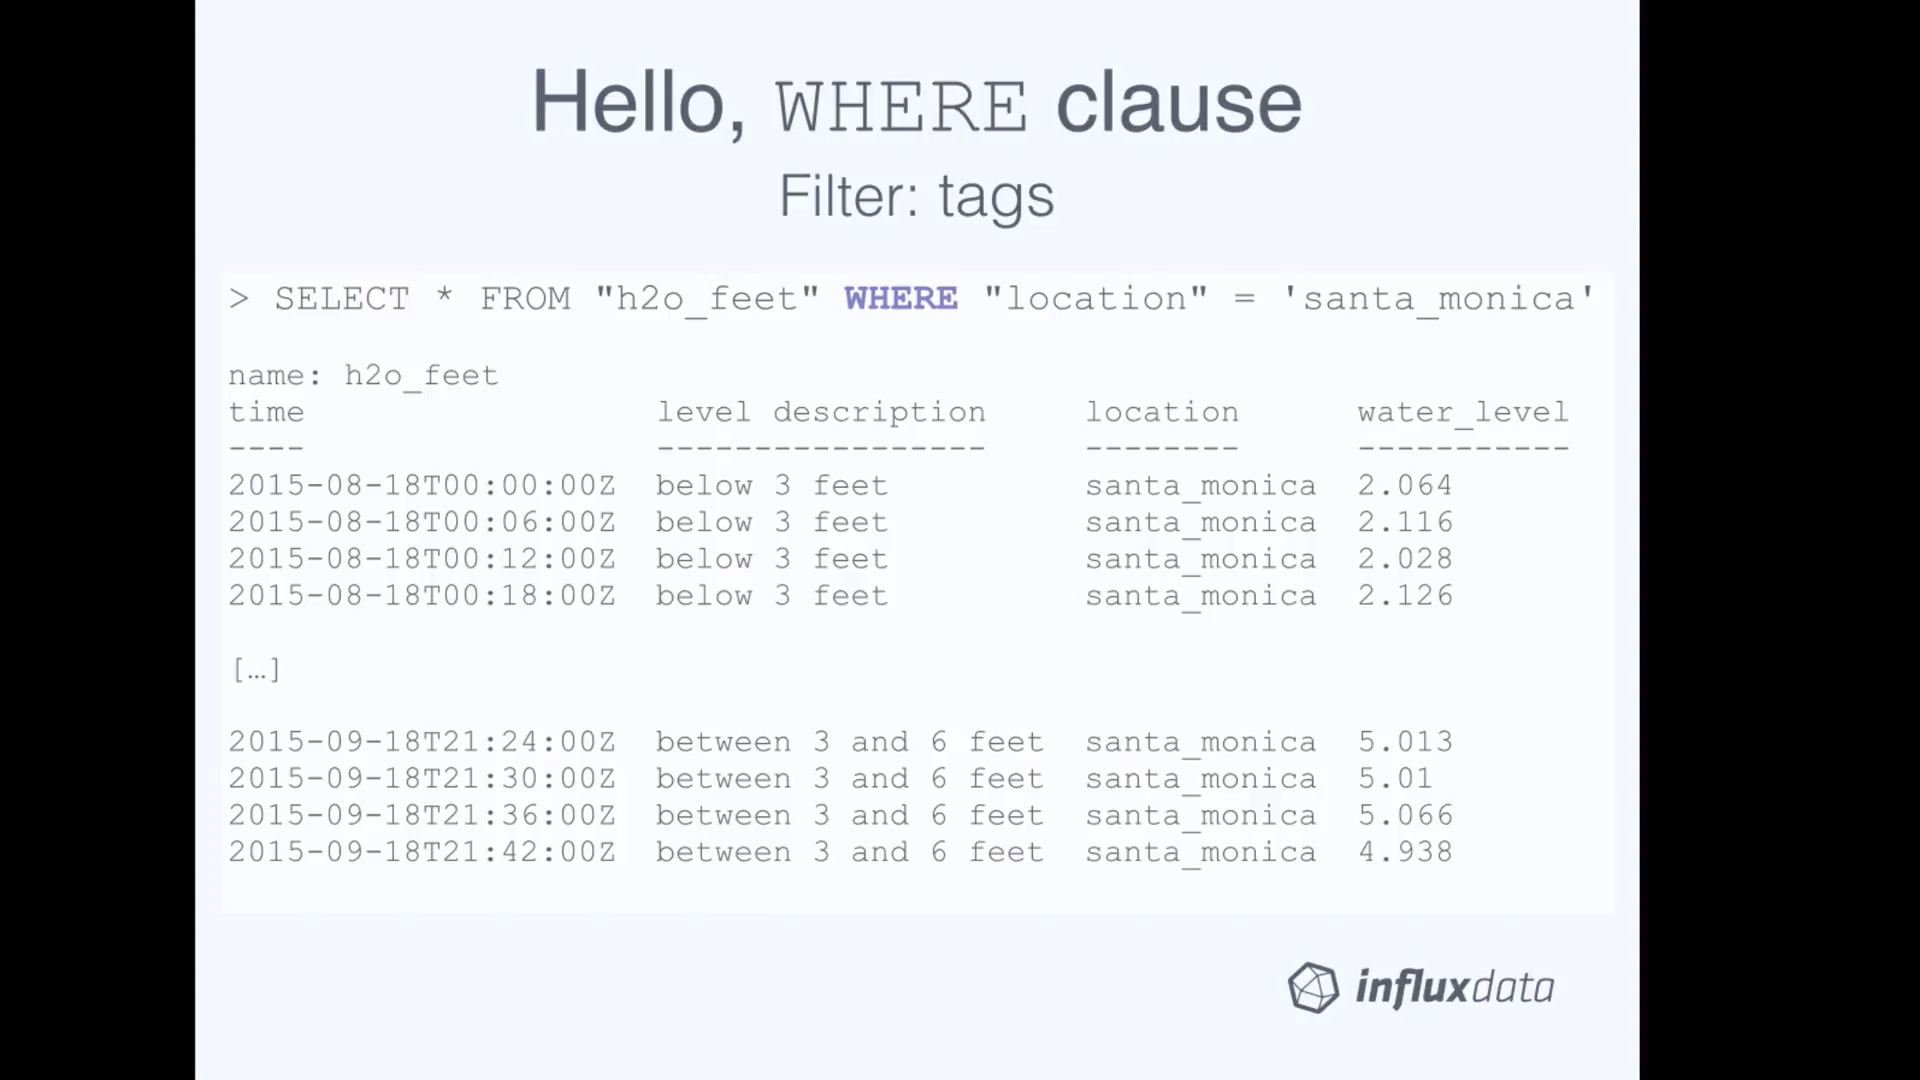 Hello, WHERE clause
Filter: tags
> SELECT * FROM "h2o_feet" WHERE "location" = 'santa_monica'
name: h2o_feet
time level description location water_level
---- ----------------- -------- -----------
2015-08-18T00:00:00Z below 3 feet santa_monica 2.064
2015-08-18T00:06:00Z below 3 feet santa_monica 2.116
2015-08-18T00:12:00Z below 3 feet santa_monica 2.028
2015-08-18T00:18:00Z below 3 feet santa_monica 2.126
[…]
2015-09-18T21:24:00Z between 3 and 6 feet santa_monica 5.013
2015-09-18T21:30:00Z between 3 and 6 feet santa_monica 5.01
2015-09-18T21:36:00Z between 3 and 6 feet santa_monica 5.066
2015-09-18T21:42:00Z between 3 and 6 feet santa_monica 4.938
influxdata